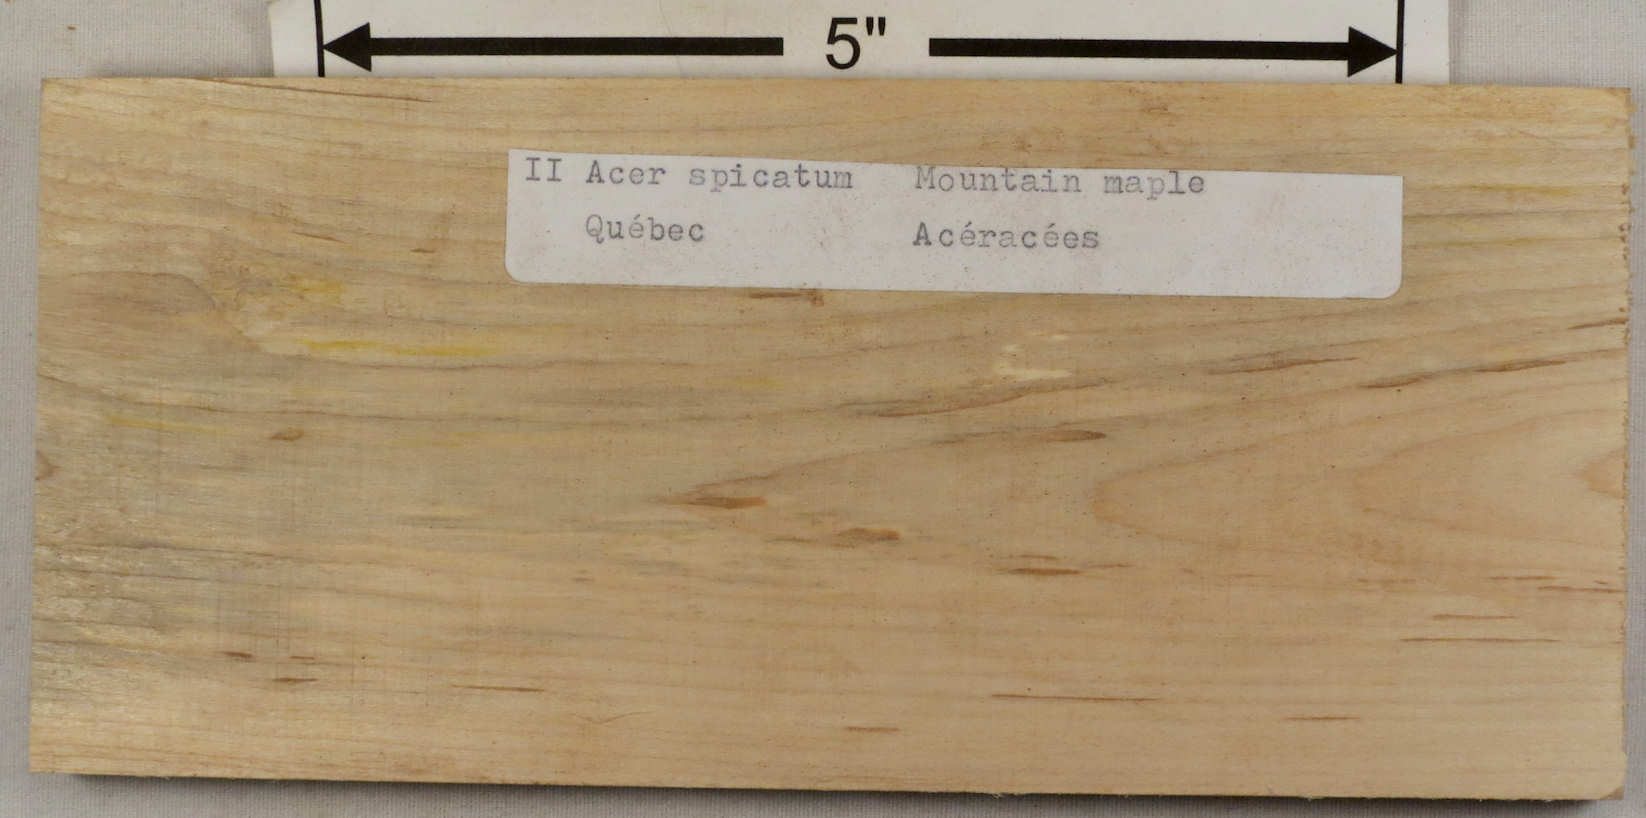 5"
II Acer spicatum Mountain maple
Québec Acéracées